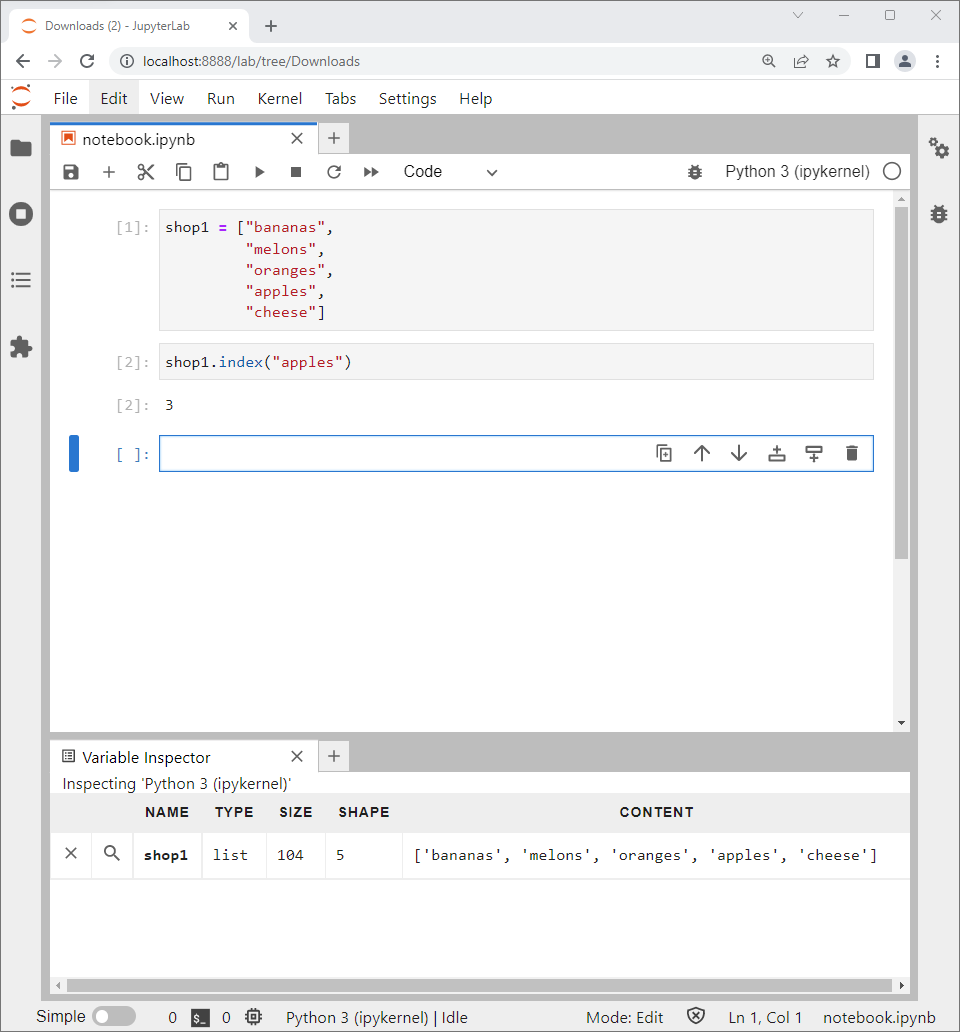 Downloads (2) - JupyterLab
localhost:8888/lab/tree/Downloads
File Edit View Run Kernel Tabs Settings Help
notebook.ipynb
Code Python 3 (ipykernel)
[1]: shop1 = ["bananas",
"melons",
"oranges",
"apples",
"cheese"]
[2]: shop1.index("apples")
[2]: 3
[ ]:
Variable Inspector
Inspecting 'Python 3 (ipykernel)'
NAME TYPE SIZE SHAPE CONTENT
shop1 list 104 5 ['bananas', 'melons', 'oranges', 'apples', 'cheese']
Simple 0 $_ 0 Python 3 (ipykernel) | Idle Mode: Edit Ln 1, Col 1 notebook.ipynb